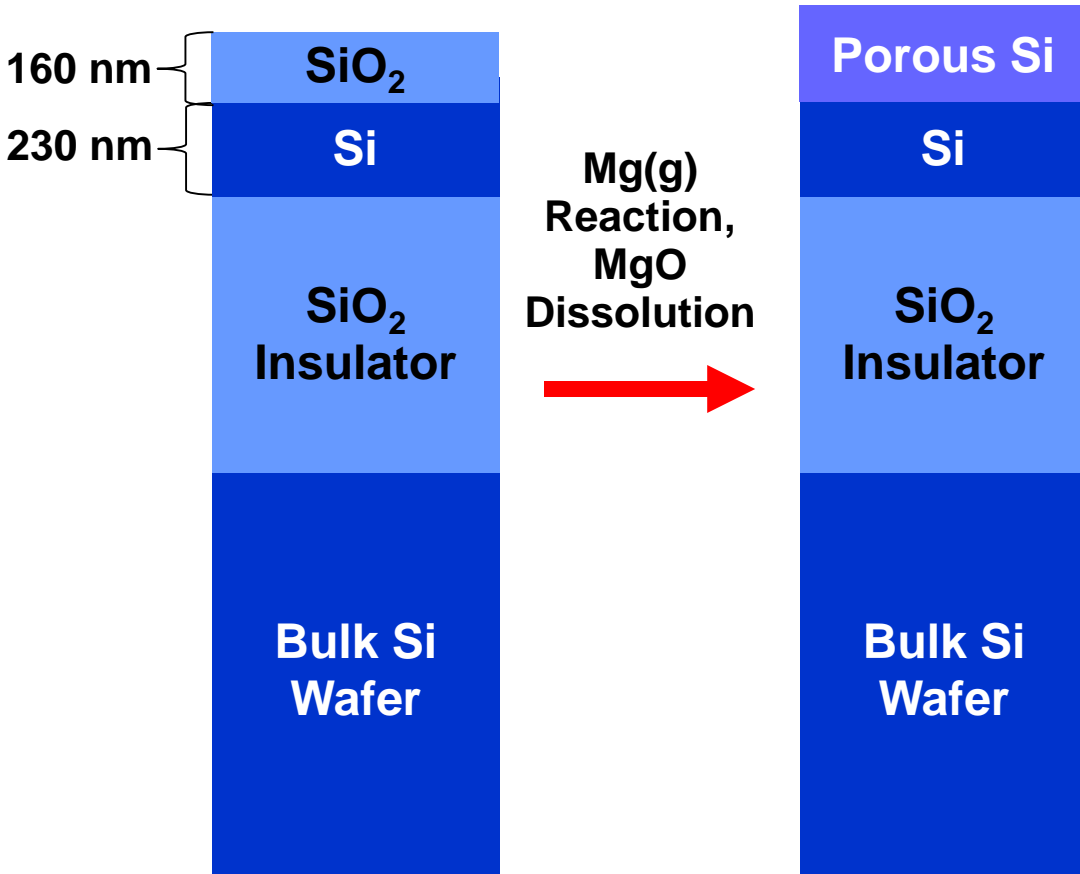 160 nm
SiO₂
230 nm
Si
SiO₂
Insulator
Bulk Si
Wafer
Mg(g)
Reaction,
MgO
Dissolution
Porous Si
Si
SiO₂
Insulator
Bulk Si
Wafer